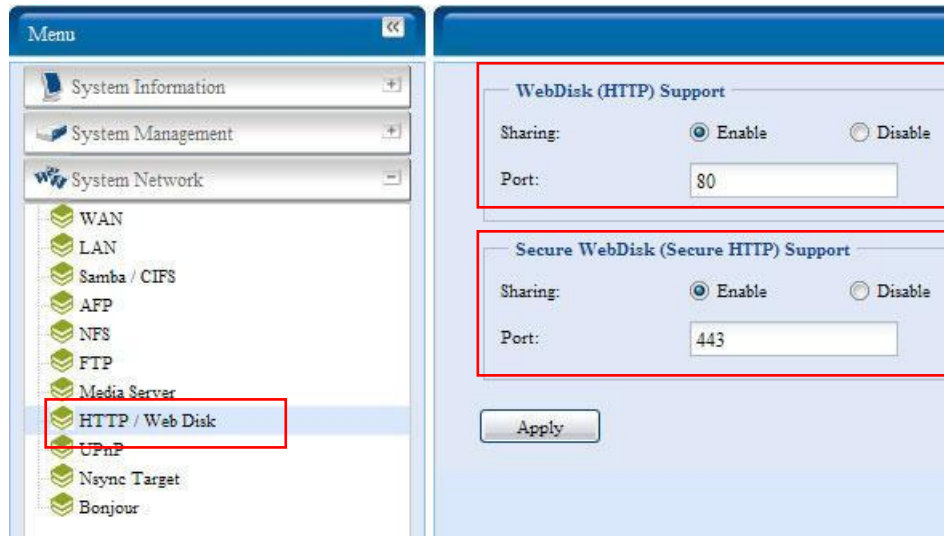 Menu
System Information
System Management
System Network
WAN
LAN
Samba / CIFS
AFP
NFS
FTP
Media Server
HTTP / Web Disk
UPnP
Nsync Target
Bonjour
WebDisk (HTTP) Support
Sharing: Enable Disable
Port: 80
Secure WebDisk (Secure HTTP) Support
Sharing: Enable Disable
Port: 443
Apply